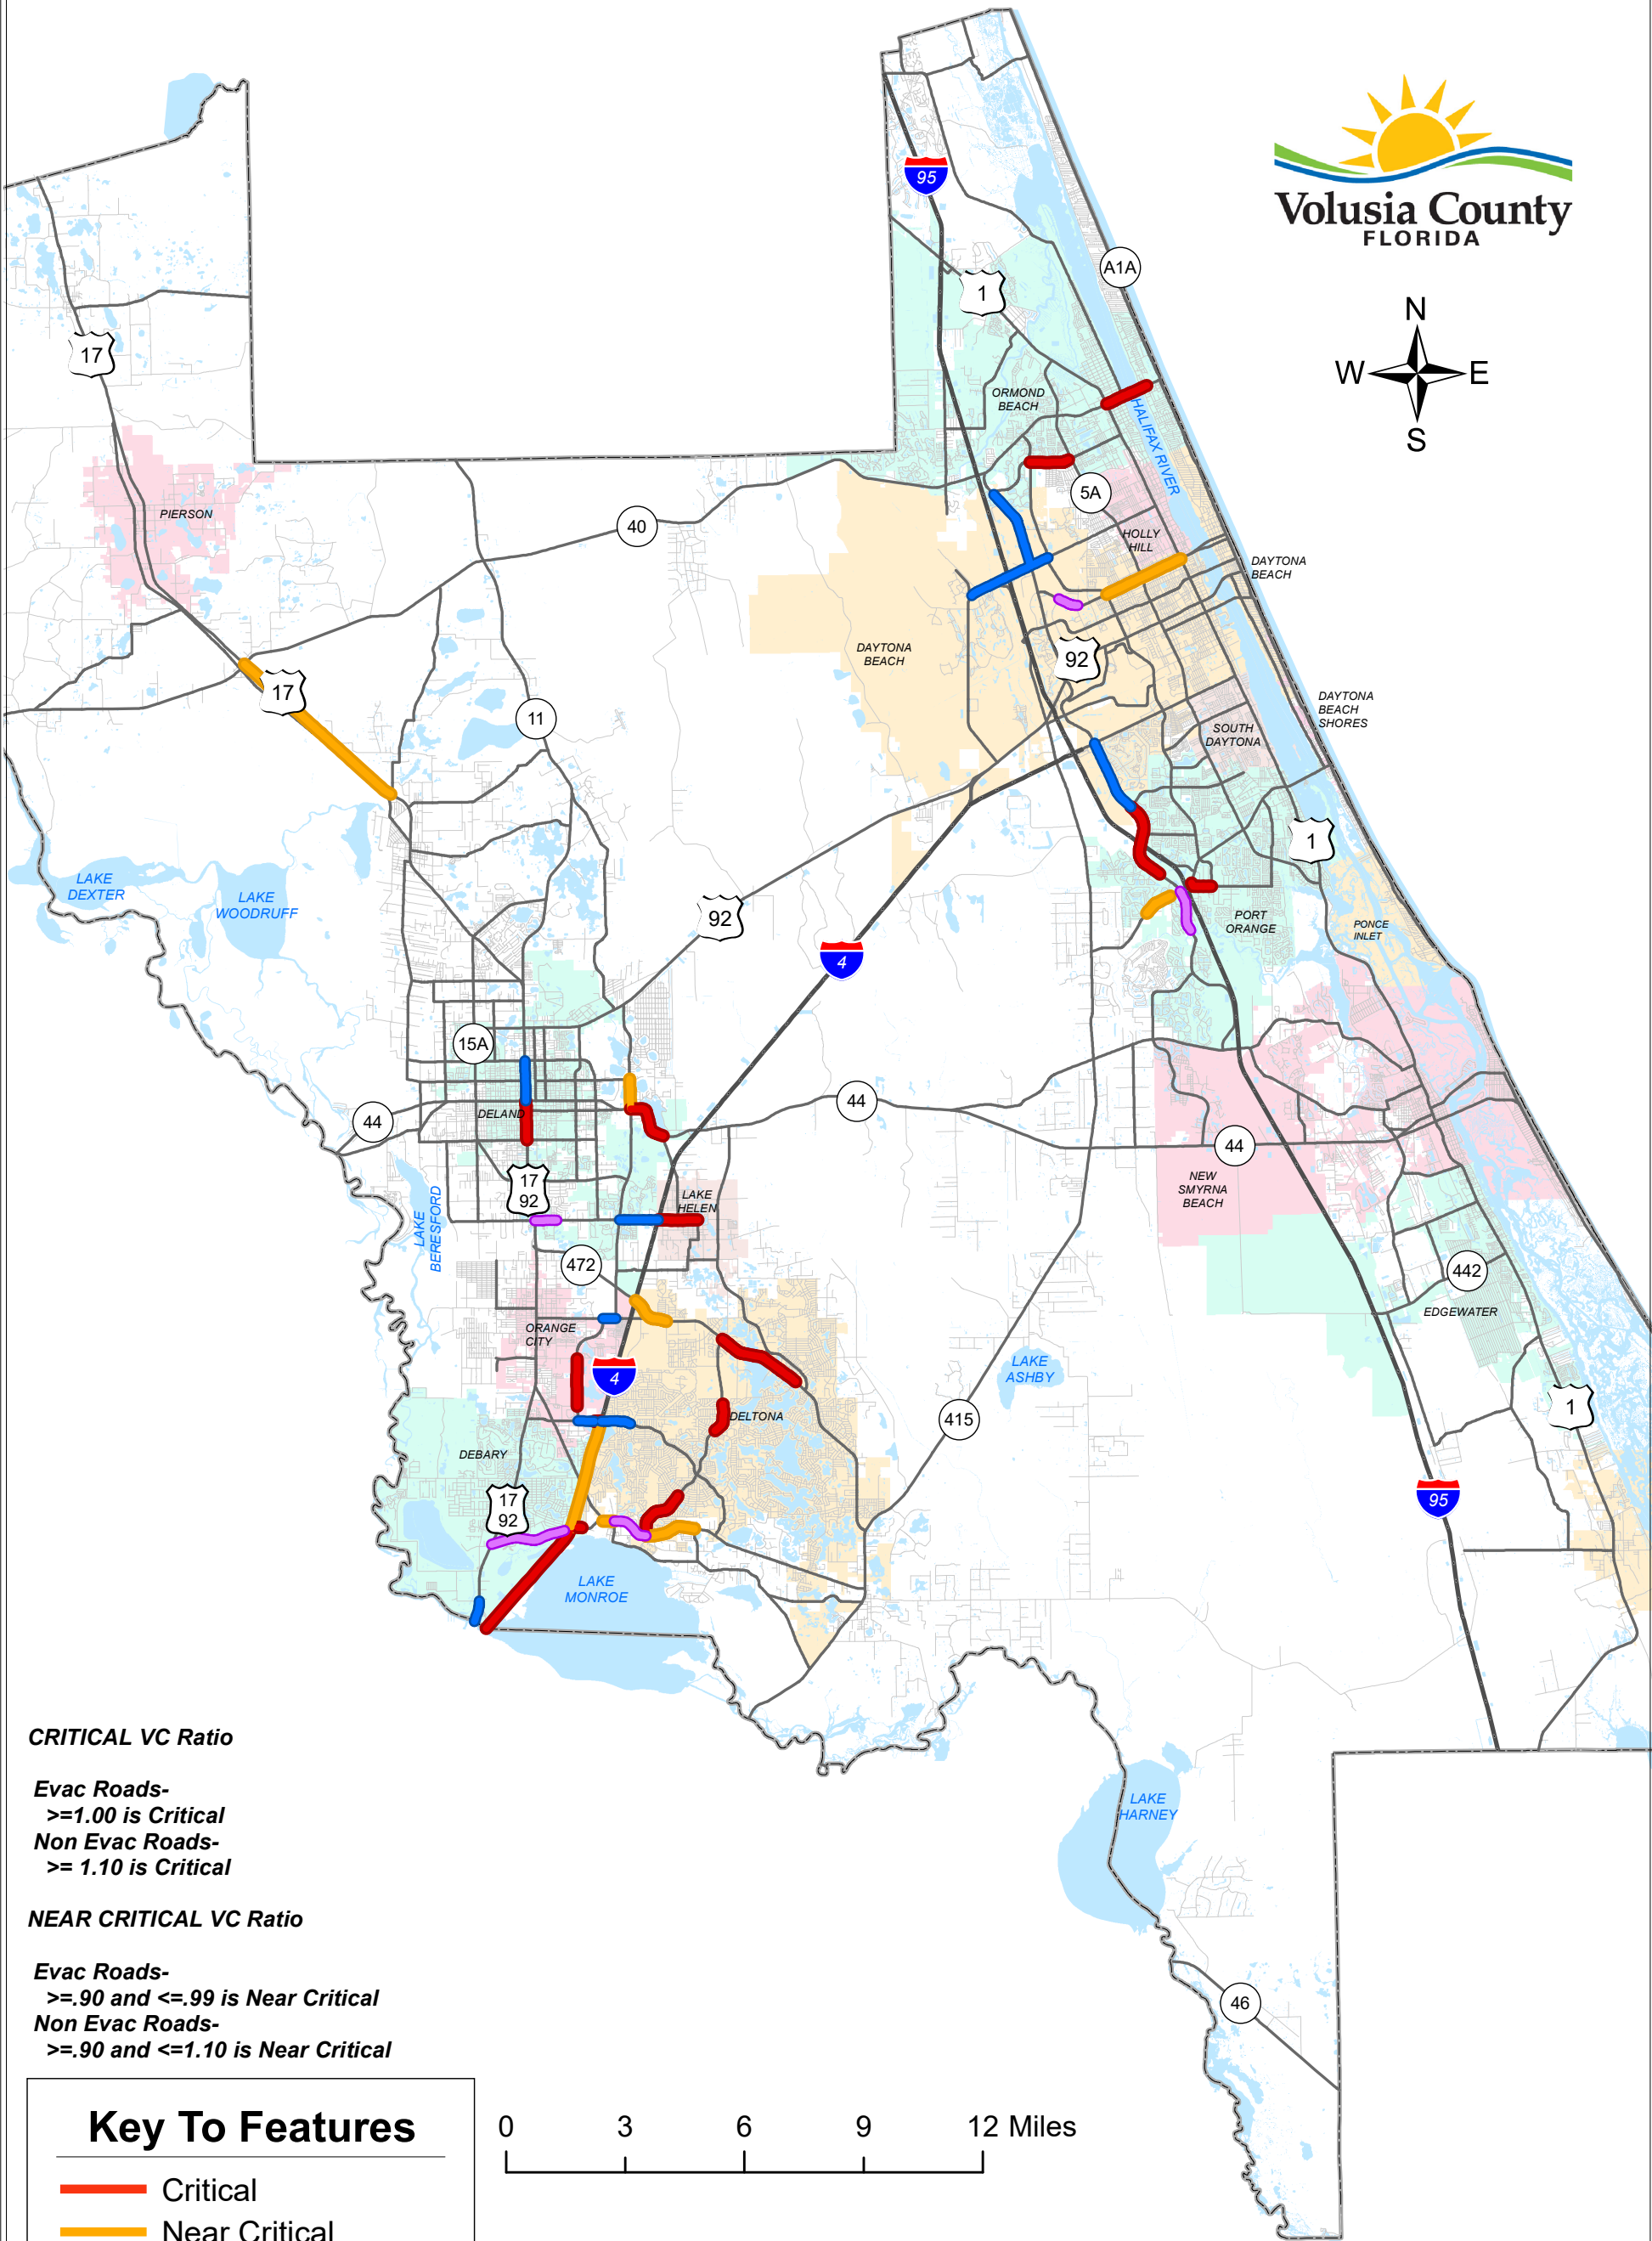 95
Volusia County
FLORIDA
A1A
1
N
W
E
S
17
ORMOND
BEACH
HALIFAX RIVER
5A
PIERSON
40
HOLLY
HILL
DAYTONA
BEACH
DAYTONA
BEACH
92
17
11
DAYTONA
BEACH
SHORES
SOUTH
DAYTONA
1
LAKE
DEXTER
LAKE
WOODRUFF
92
4
PORT
ORANGE
PONCE
INLET
15A
44
DELAND
44
44
17
92
LAKE
HELEN
NEW
SMYRNA
BEACH
LAKE
BERESFORD
472
442
EDGEWATER
ORANGE
CITY
4
LAKE
ASHBY
1
DELTONA
415
DEBARY
17
92
95
LAKE
MONROE
CRITICAL VC Ratio
Evac Roads-
>=1.00 is Critical
Non Evac Roads-
>= 1.10 is Critical
LAKE
HARNEY
NEAR CRITICAL VC Ratio
Evac Roads-
>=.90 and <=.99 is Near Critical
Non Evac Roads-
>=.90 and <=1.10 is Near Critical
46
Key To Features
Critical
Near Critical
0 3 6 9 12 Miles